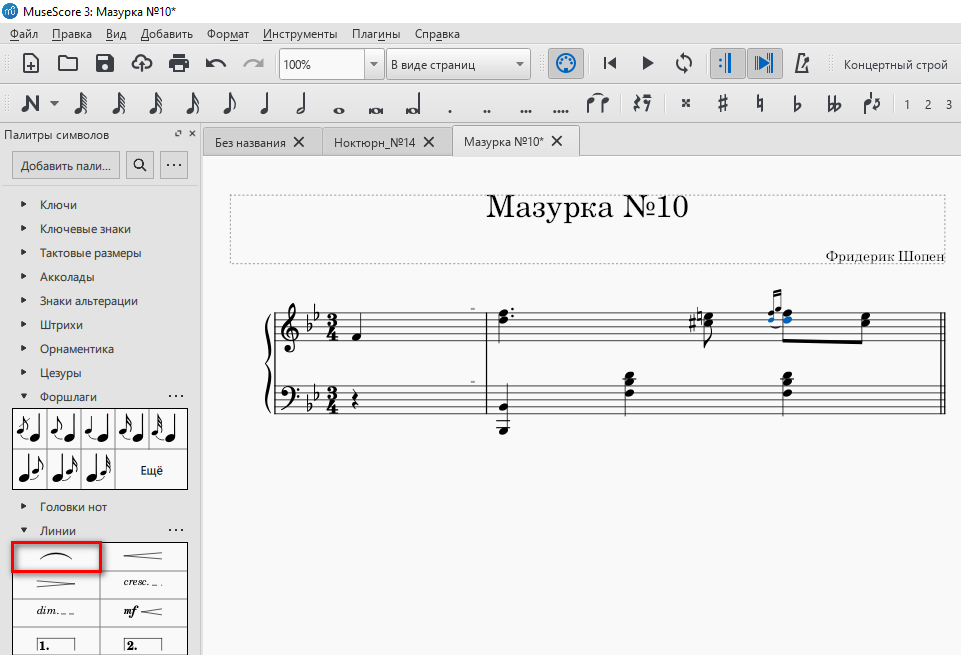 MuseScore 3: Мазурка №10*
Файл Правка Вид Добавить Формат Инструменты Плагины Справка
100% В виде страниц Концертный строй
N 1 2 3
Палитры символов
Без названия Ноктюрн_№14 Мазурка №10*
Добавить пали... ...
Ключи
Ключевые знаки
Тактовые размеры
Акколады
Знаки альтерации
Штрихи
Орнаментика
Цезуры
Форшлаги ...
Ещё
Головки нот
Линии ...
cresc. _ .
dim. _ _ mf
1. 2.
Мазурка №10
Фридерик Шопен
3 4
3 4